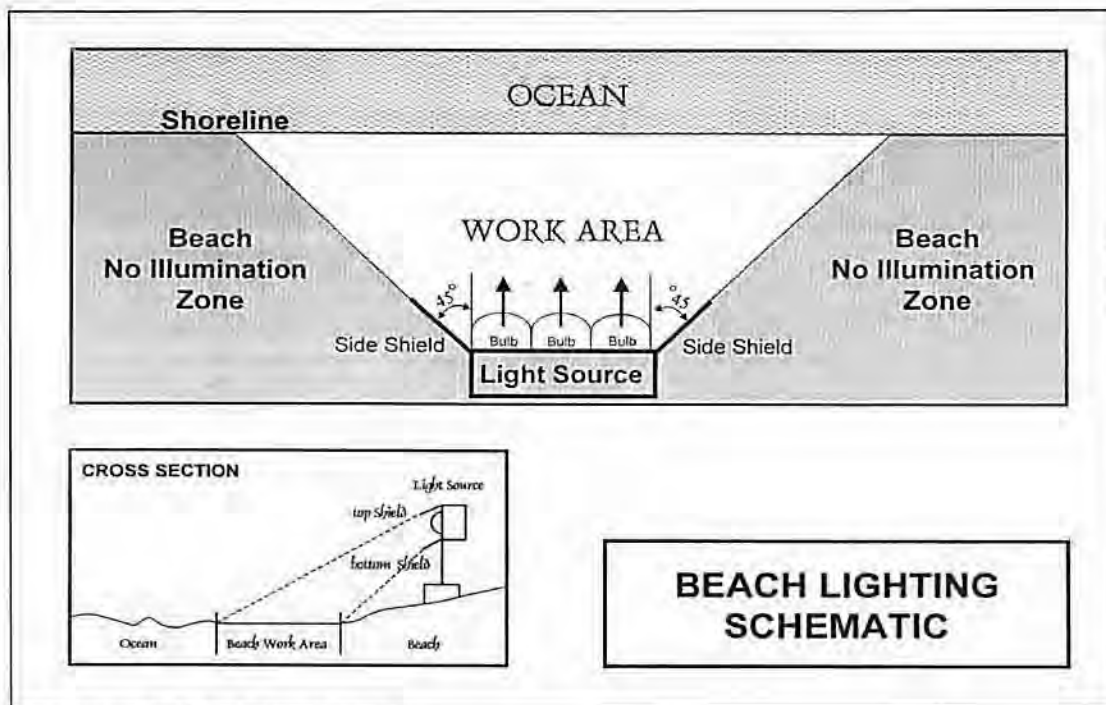 OCEAN
Shoreline
WORK AREA
Beach
No Illumination
Zone
Beach
No Illumination
Zone
45°
°45
Side Shield
Bulb
Bulb
Bulb
Side Shield
Light Source
CROSS SECTION
Light Source
top Shield
bottom Shield
Ocean
Beach Work Area
Beach
BEACH LIGHTING
SCHEMATIC